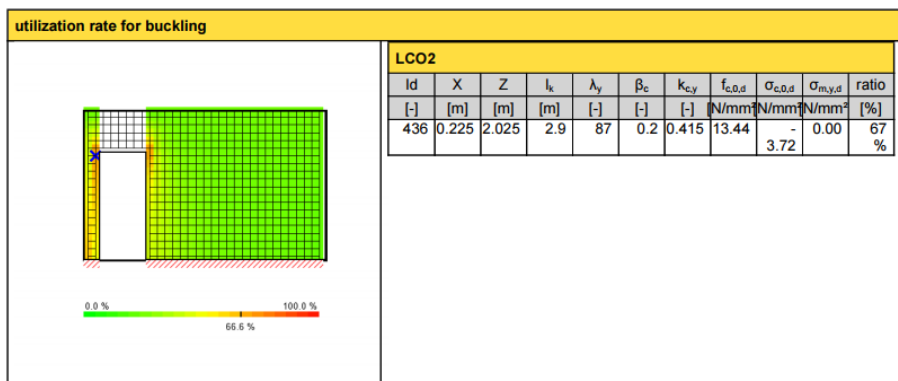 utilization rate for buckling
LCO2
Id X Z lₖ λy βc kc,y fc,0,d σc,0,d σm,y,d ratio
[-] [m] [m] [m] [-] [-] [-] [N/mm² [N/mm² [N/mm² [%]
436 0.225 2.025 2.9 87 0.2 0.415 13.44 - 0.00 67
3.72 %
0.0 % 100.0 %
66.6 %